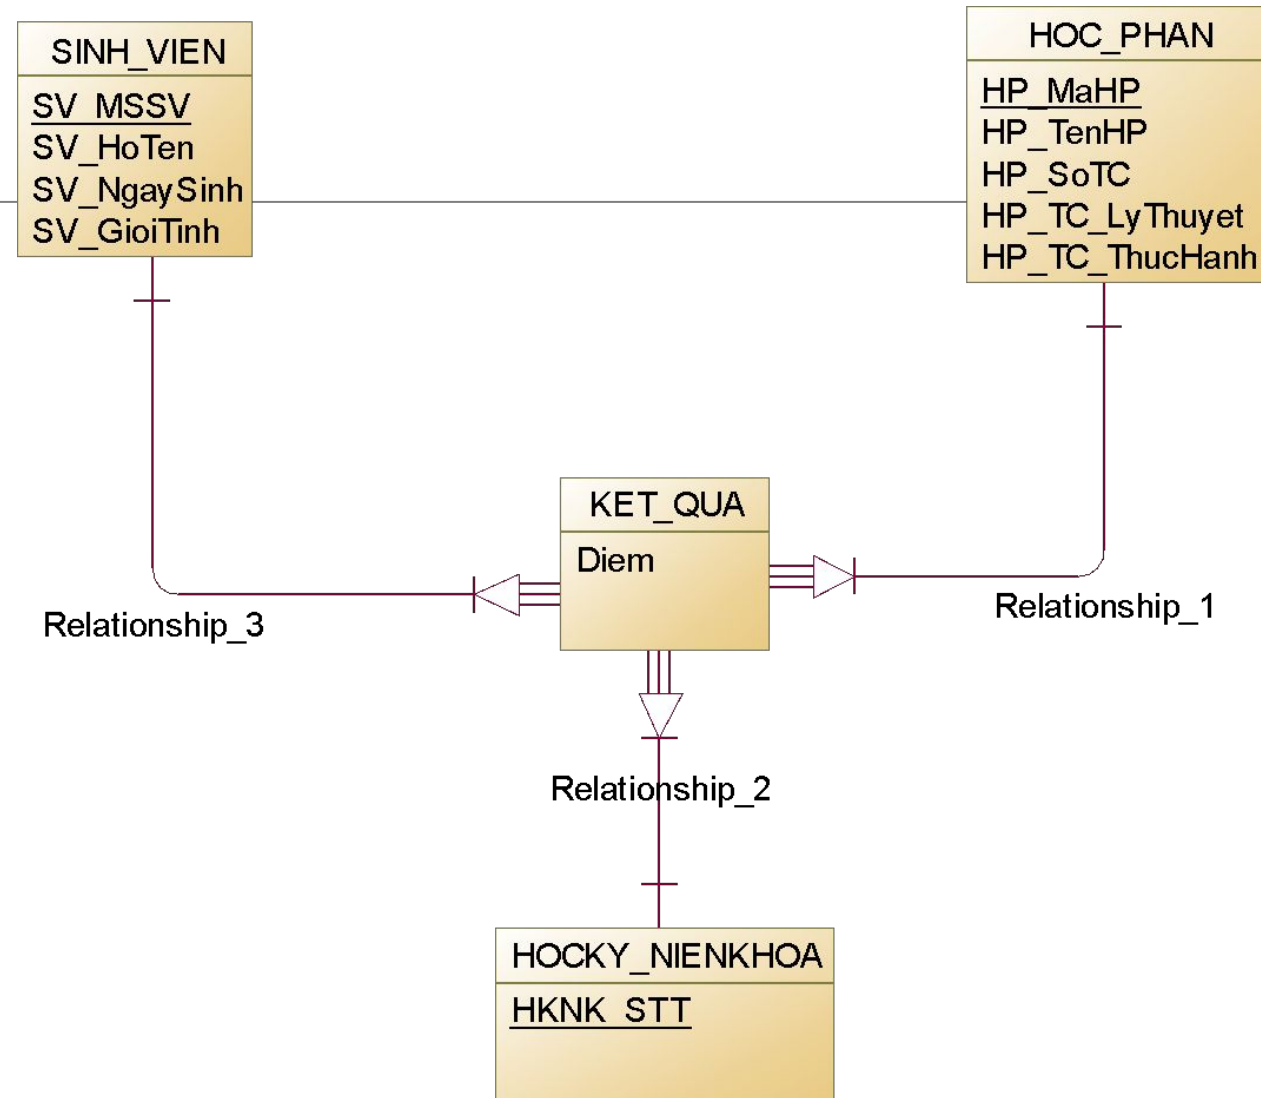 SINH_VIEN
SV_MSSV
SV_HoTen
SV_NgaySinh
SV_GioiTinh
HOC_PHAN
HP_MaHP
HP_TenHP
HP_SoTC
HP_TC_LyThuyet
HP_TC_ThucHanh
KET_QUA
Diem
Relationship_3
Relationship_1
Relationship_2
HOCKY_NIENKHOA
HKNK_STT